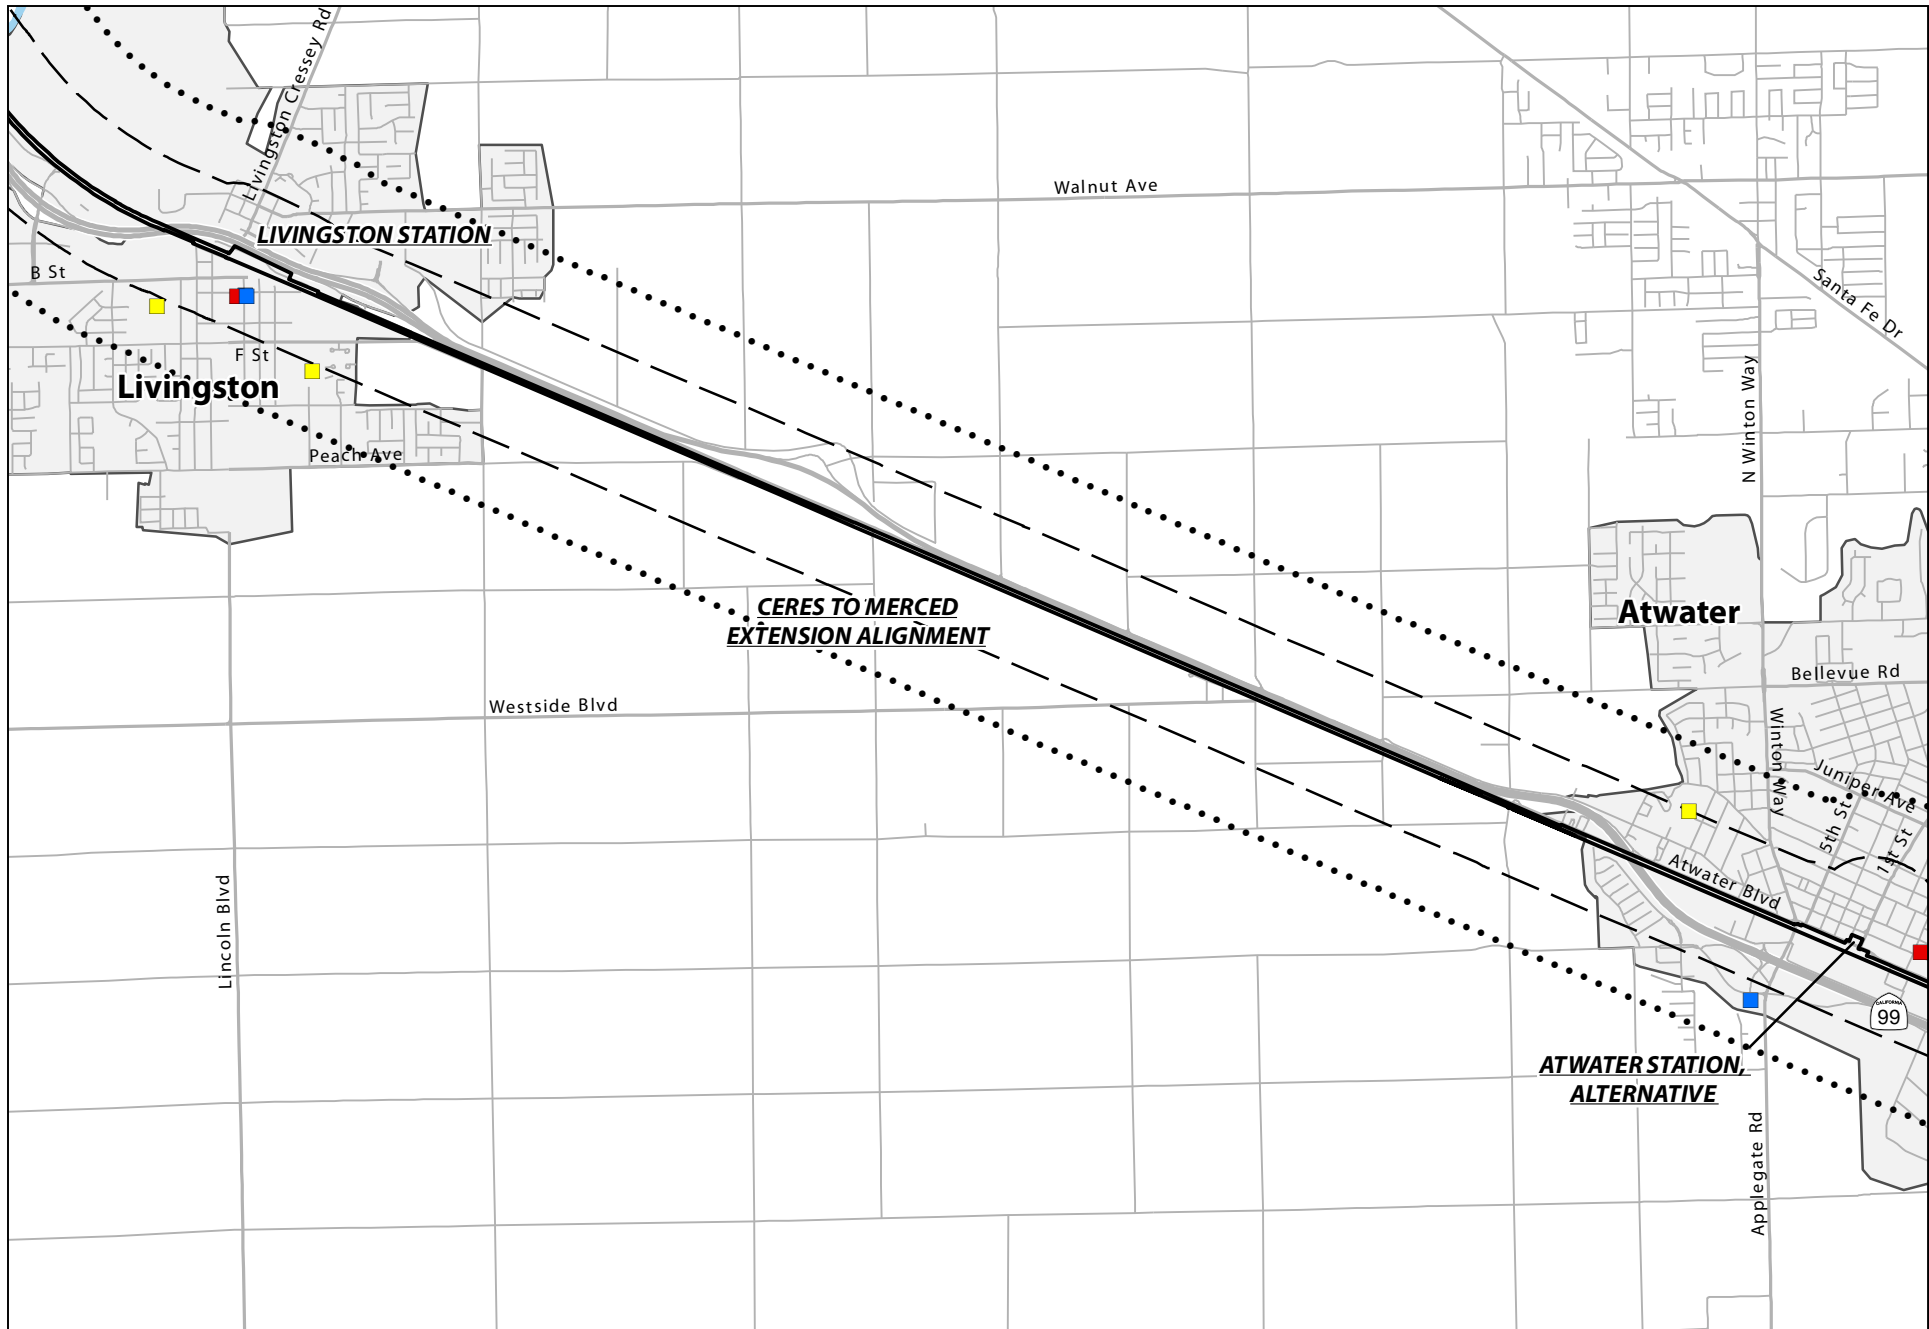 Livingston Cressey Rd
Walnut Ave
LIVINGSTON STATION
B St
Santa Fe Dr
F St
Livingston
N Winton Way
Peach Ave
CERES TO MERCED
EXTENSION ALIGNMENT
Atwater
Bellevue Rd
Westside Blvd
Winton Way
Juniper Ave
5th St
1st St
Atwater Blvd
Lincoln Blvd
CALIFORNIA
99
ATWATER STATION,
ALTERNATIVE
Applegate Rd